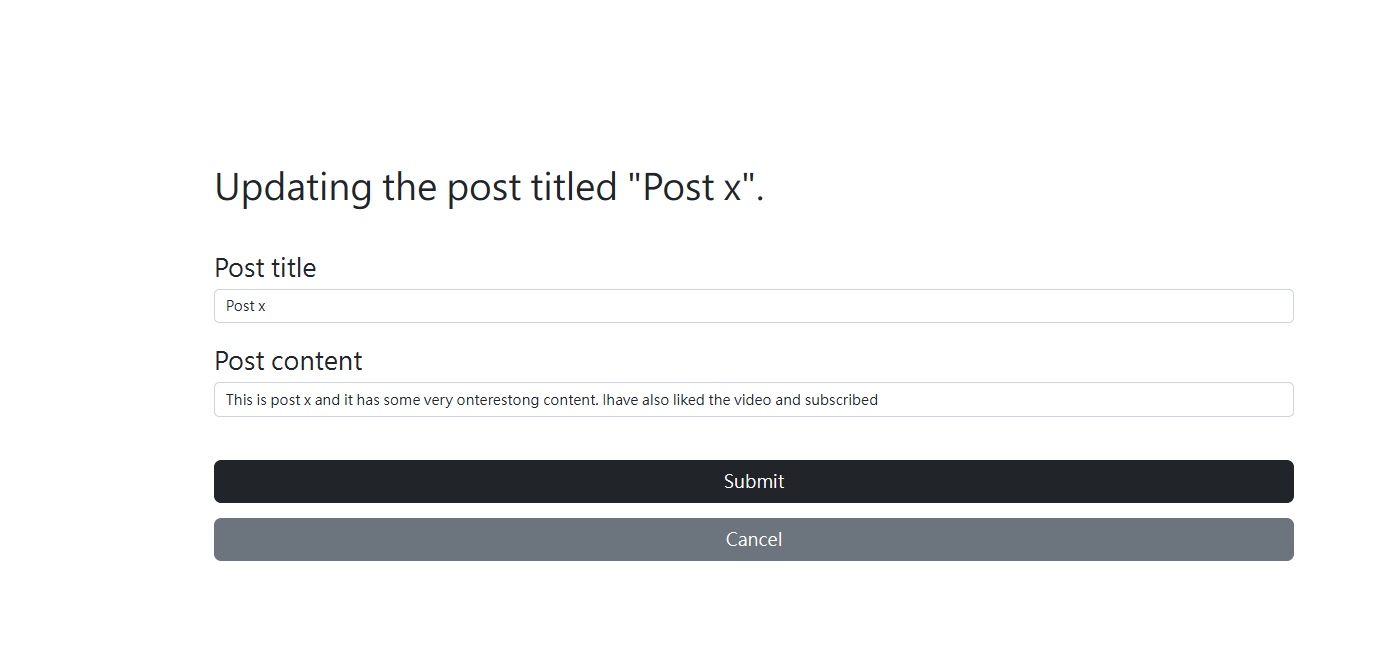 Updating the post titled "Post x".
Post title
Post x
Post content
This is post x and it has some very onterestong content. Ihave also liked the video and subscribed
Submit
Cancel